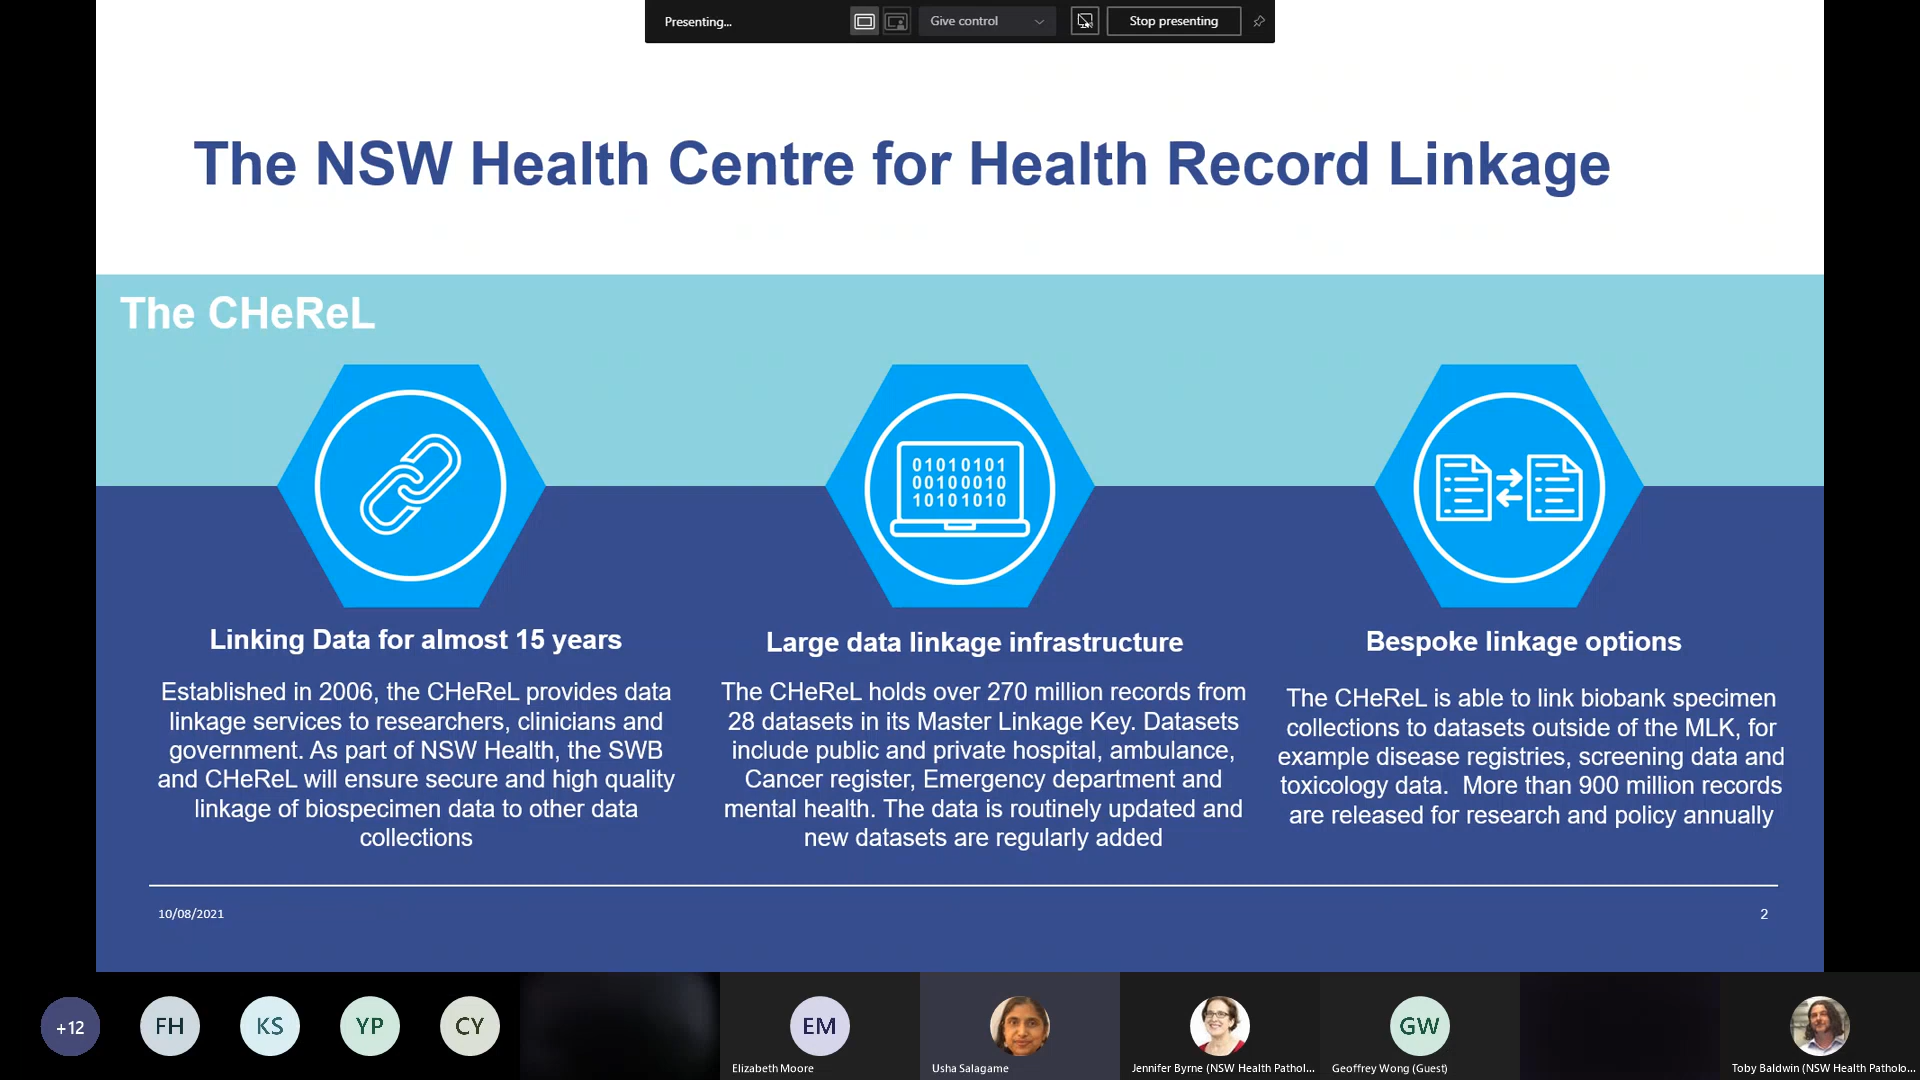 Presenting...
Give control
Stop presenting
The NSW Health Centre for Health Record Linkage
The CHeReL
01010101
00100010
10101010
Linking Data for almost 15 years
Established in 2006, the CHeReL provides data
linkage services to researchers, clinicians and
government. As part of NSW Health, the SWB
and CHeReL will ensure secure and high quality
linkage of biospecimen data to other data
collections
Large data linkage infrastructure
The CHeReL holds over 270 million records from
28 datasets in its Master Linkage Key. Datasets
include public and private hospital, ambulance,
Cancer register, Emergency department and
mental health. The data is routinely updated and
new datasets are regularly added
Bespoke linkage options
The CHeReL is able to link biobank specimen
collections to datasets outside of the MLK, for
example disease registries, screening data and
toxicology data.  More than 900 million records
are released for research and policy annually
10/08/2021
2
+12
FH
KS
YP
CY
EM
Elizabeth Moore
Usha Salagame
Jennifer Byrne (NSW Health Pathol...
GW
Geoffrey Wong (Guest)
Toby Baldwin (NSW Health Patholo...